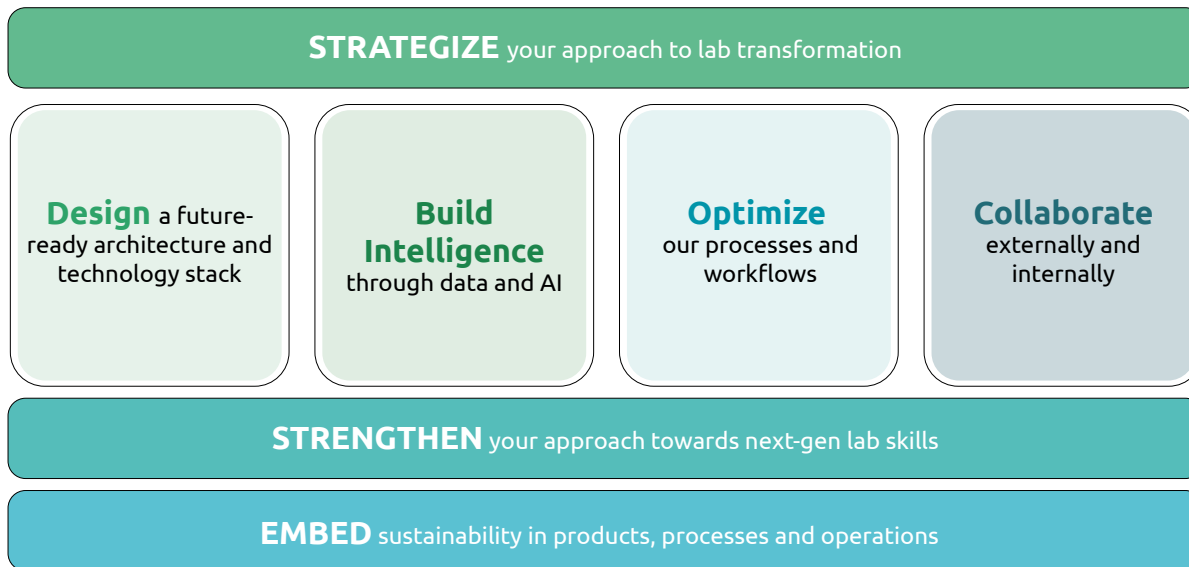 STRATEGIZE your approach to lab transformation
Design a future-
ready architecture and
technology stack
Build
Intelligence
through data and AI
Optimize
our processes and
workflows
Collaborate
externally and
internally
STRENGTHEN your approach towards next-gen lab skills
EMBED sustainability in products, processes and operations